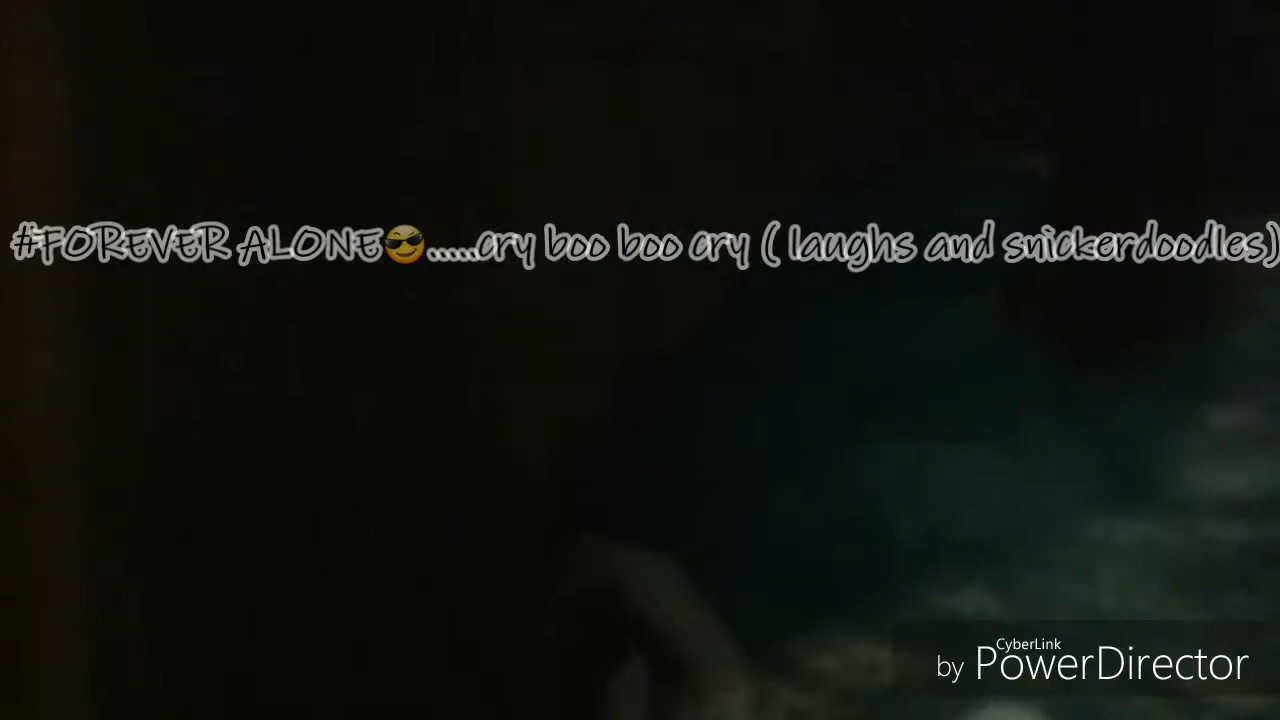 #FOREVER ALONE😎.....cry boo boo cry ( laughs and snickerdoodles)
CyberLink
by PowerDirector